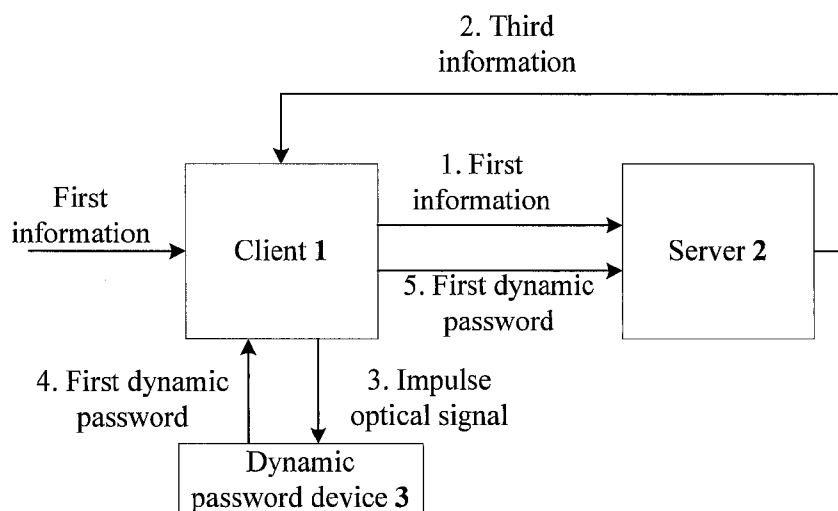 2. Third
information
1. First
information
First
information
Client 1
Server 2
5. First dynamic
password
4. First dynamic
password
3. Impulse
optical signal
Dynamic
password device 3